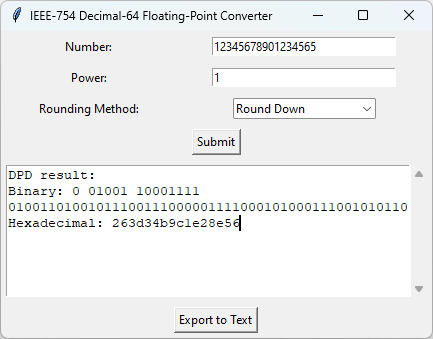 IEEE-754 Decimal-64 Floating-Point Converter
Number: 12345678901234565
Power: 1
Rounding Method: Round Down
Submit
DPD result:
Binary: 0 01001 10001111
01001101001011100111000001111000101000111001010110
Hexadecimal: 263d34b9c1e28e56
Export to Text